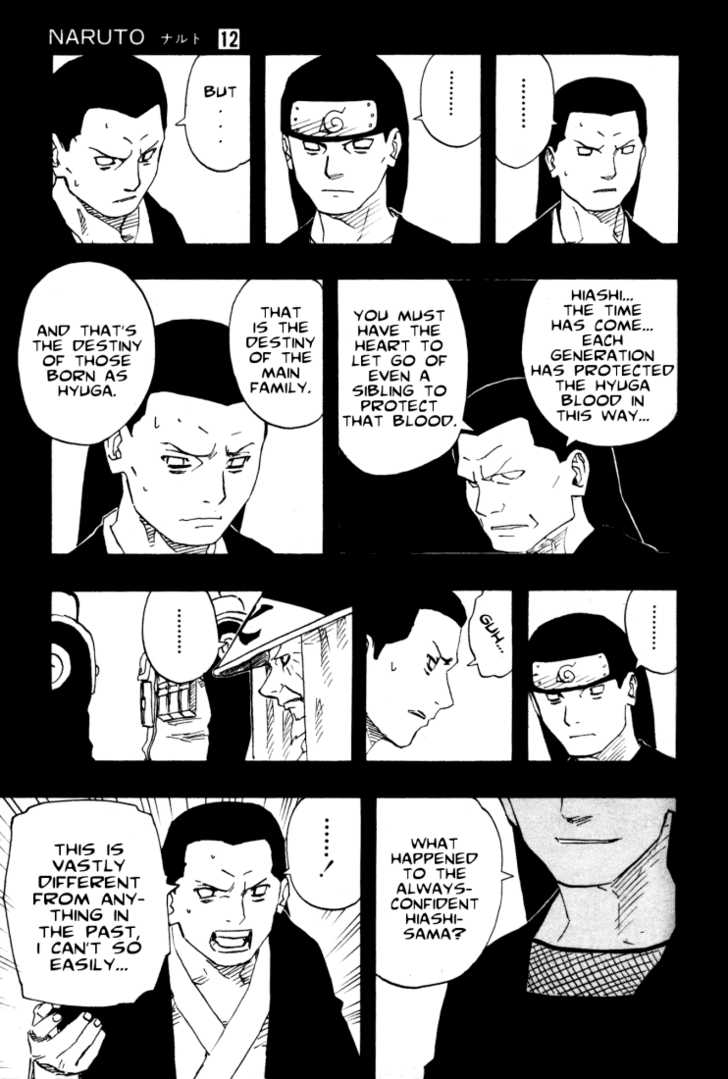 NARUTO ナルト 12
........
........
BUT
...
HIASHI...
THE TIME
HAS COME...
EACH
GENERATION
HAS PROTECTED
THE HYUGA
BLOOD IN
THIS WAY...
YOU MUST
HAVE THE
HEART TO
LET GO OF
EVEN A
SIBLING TO
PROTECT
THAT BLOOD.
THAT
IS THE
DESTINY
OF THE
MAIN
FAMILY.
AND THAT'S
THE DESTINY
OF THOSE
BORN AS
HYUGA.
......
GUH...
......
WHAT
HAPPENED
TO THE
ALWAYS-
CONFIDENT
HIASHI-
SAMA?
......!
THIS IS
VASTLY
DIFFERENT
FROM ANY-
THING IN
THE PAST,
I CAN'T SO
EASILY...